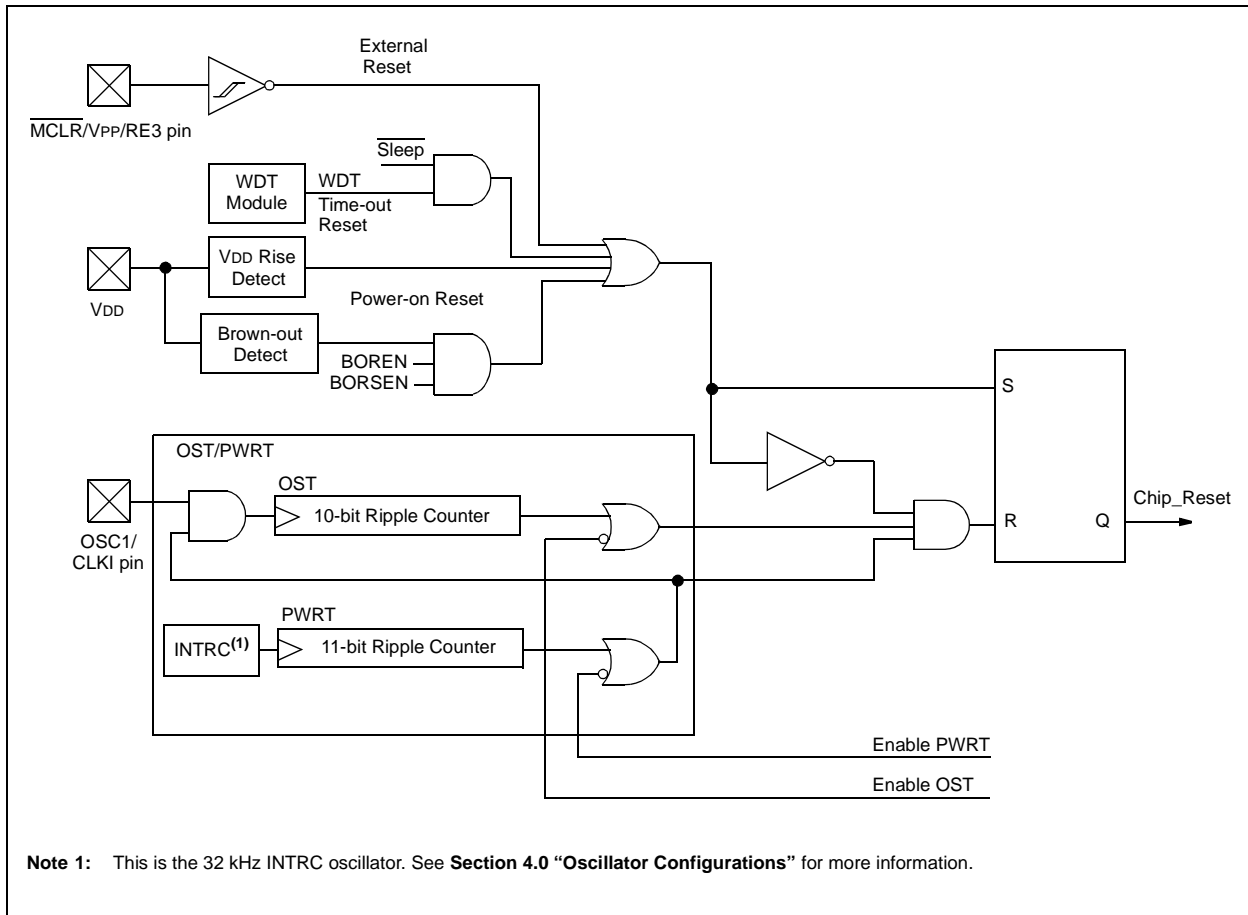 External
Reset
MCLR/VPP/RE3 pin
Sleep
WDT
Module
WDT
Time-out
Reset
VDD Rise
Detect
VDD
Power-on Reset
Brown-out
Detect
BOREN
BORSEN
S
OST/PWRT
OST
10-bit Ripple Counter
OSC1/
CLKI pin
Chip_Reset
R
Q
PWRT
INTRC(1)
11-bit Ripple Counter
Enable PWRT
Enable OST
Note 1: This is the 32 kHz INTRC oscillator. See Section 4.0 “Oscillator Configurations” for more information.